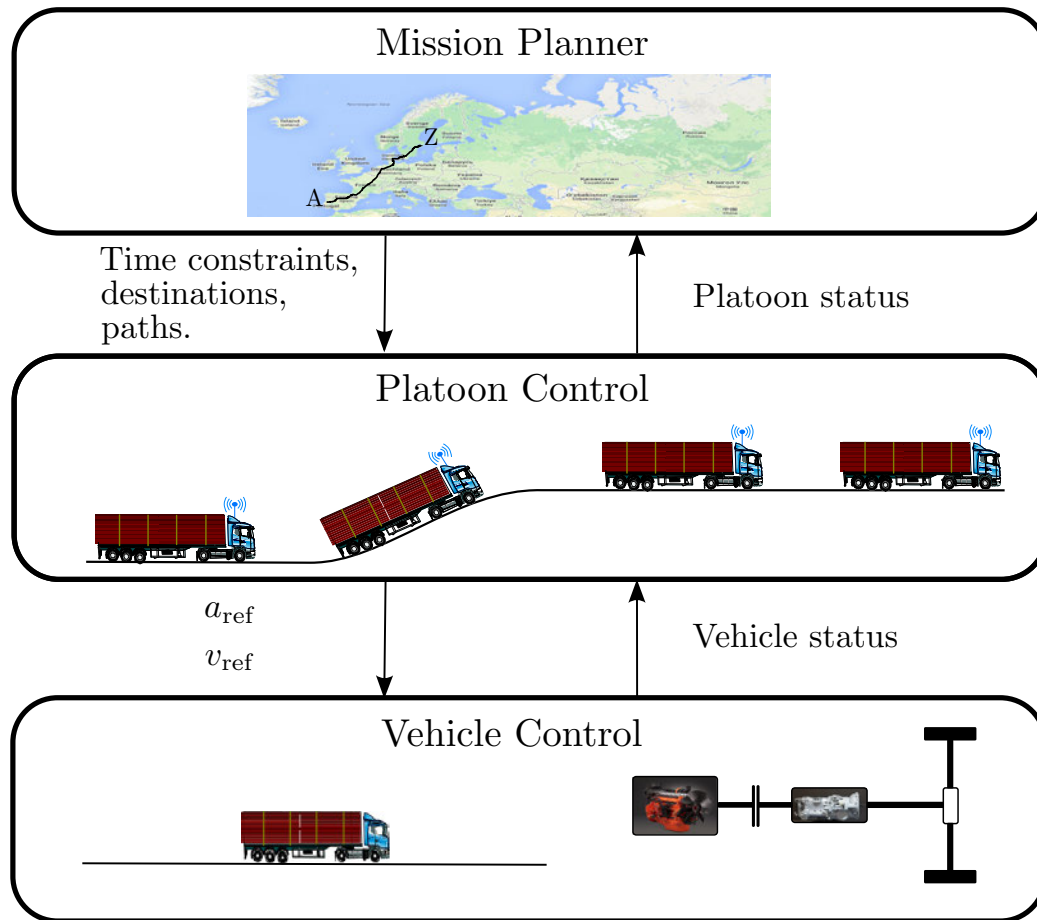 Mission Planner
Z
A
Time constraints,
destinations,
paths.
Platoon status
Platoon Control
a_ref
v_ref
Vehicle status
Vehicle Control